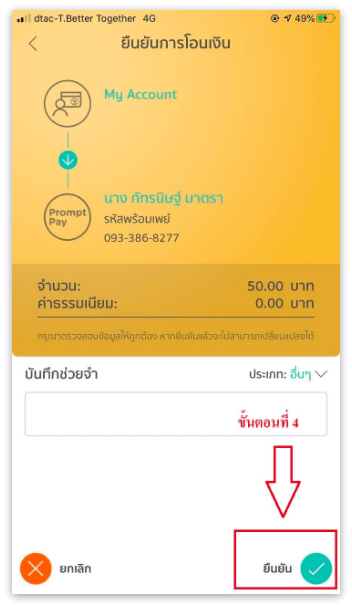 dtac-T.Better Together 4G 49%
ยืนยันการโอนเงิน
My Account
นาง ภัทรนิษฐ์ มาตรา
Prompt Pay
รหัสพร้อมเพย์
093-386-8277
จำนวน: 50.00 บาท
ค่าธรรมเนียม: 0.00 บาท
กรุณาตรวจสอบข้อมูลให้ถูกต้อง หากยืนยันแล้วจะไม่สามารถเปลี่ยนแปลงได้
บันทึกช่วยจำ ประเภท: อื่นๆ
ขั้นตอนที่ 4
ยกเลิก ยืนยัน